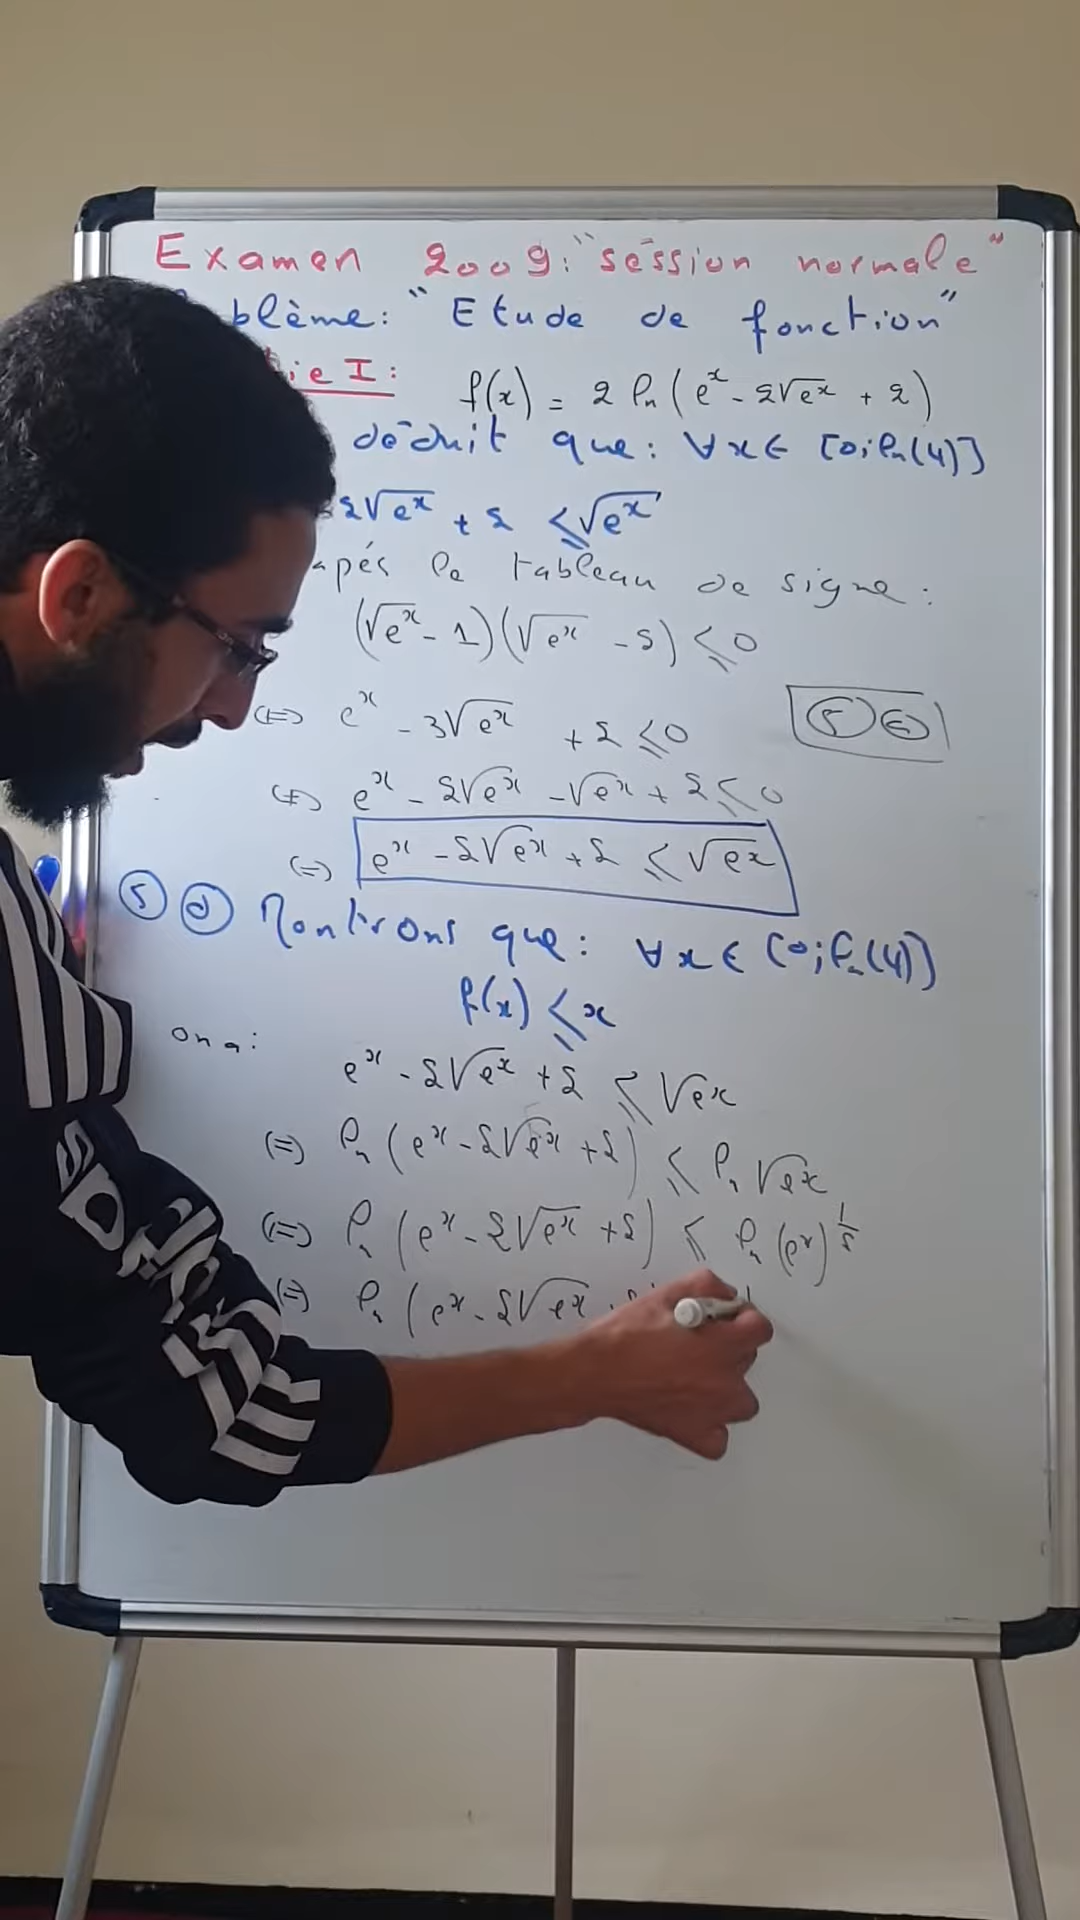 Examen 2009: "session normale"
blème: "Etude de fonction"
ie I: f(x) = 2 ln(e^x - 2√e^x + 2)
déduit que: ∀x∈ [0;ln(4)]
2√e^x + 2 ≤ √e^x
apés le tableau de signe:
(√e^x - 1)(√e^x - 2) ≤ 0
(=) e^x - 3√e^x + 2 ≤ 0
5 c
(=) e^x - 2√e^x - √e^x + 2 ≤ 0
(=) e^x - 2√e^x + 2 ≤ √e^x
5 d Montrons que: ∀x∈ [0;ln(4)]
f(x) ≤ x
on a:
e^x - 2√e^x + 2 ≤ √e^x
(=) ln(e^x - 2√e^x + 2) ≤ ln √e^x
(=) ln(e^x - 2√e^x + 2) ≤ ln(e^x)^1/2
(=) ln(e^x - 2√e^x